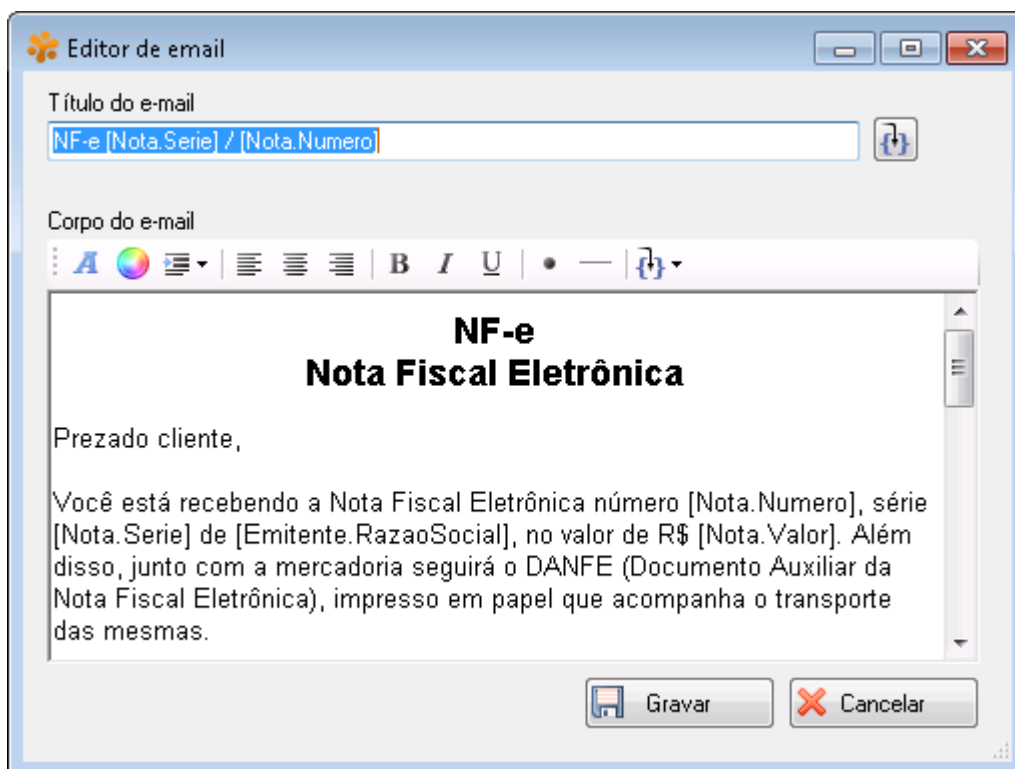 Editor de email
Título do e-mail
NF-e [Nota.Serie] / [Nota.Numero]
Corpo do e-mail
A B I U
NF-e
Nota Fiscal Eletrônica
Prezado cliente,
Você está recebendo a Nota Fiscal Eletrônica número [Nota.Numero], série
[Nota.Serie] de [Emitente.RazaoSocial], no valor de R$ [Nota.Valor]. Além
disso, junto com a mercadoria seguirá o DANFE (Documento Auxiliar da
Nota Fiscal Eletrônica), impresso em papel que acompanha o transporte
das mesmas.
Gravar Cancelar